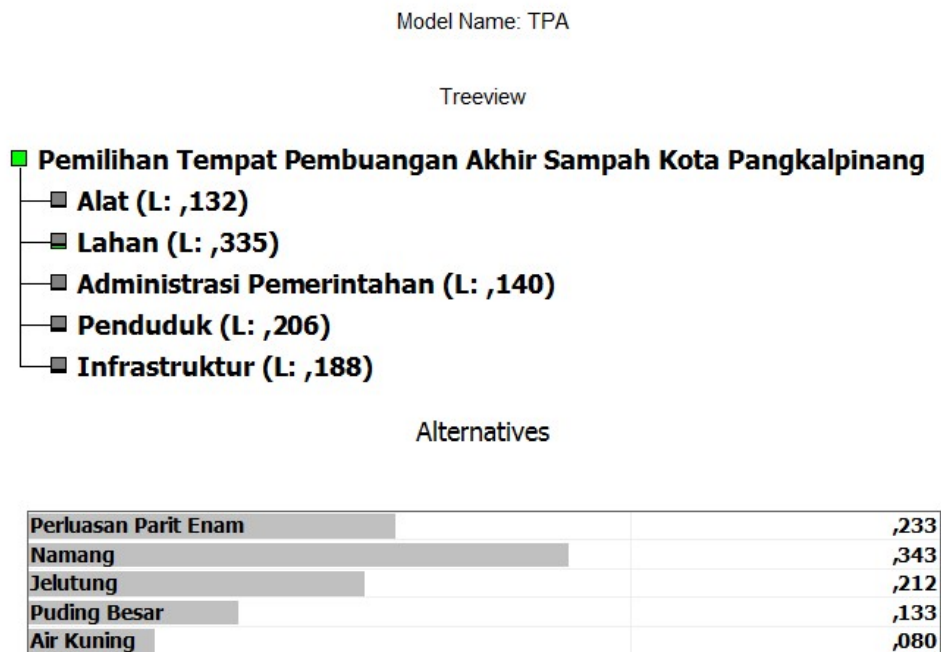 Model Name: TPA
Treeview
Pemilihan Tempat Pembuangan Akhir Sampah Kota Pangkalpinang
Alat (L: ,132)
Lahan (L: ,335)
Administrasi Pemerintahan (L: ,140)
Penduduk (L: ,206)
Infrastruktur (L: ,188)
Alternatives
Perluasan Parit Enam ,233
Namang ,343
Jelutung ,212
Puding Besar ,133
Air Kuning ,080